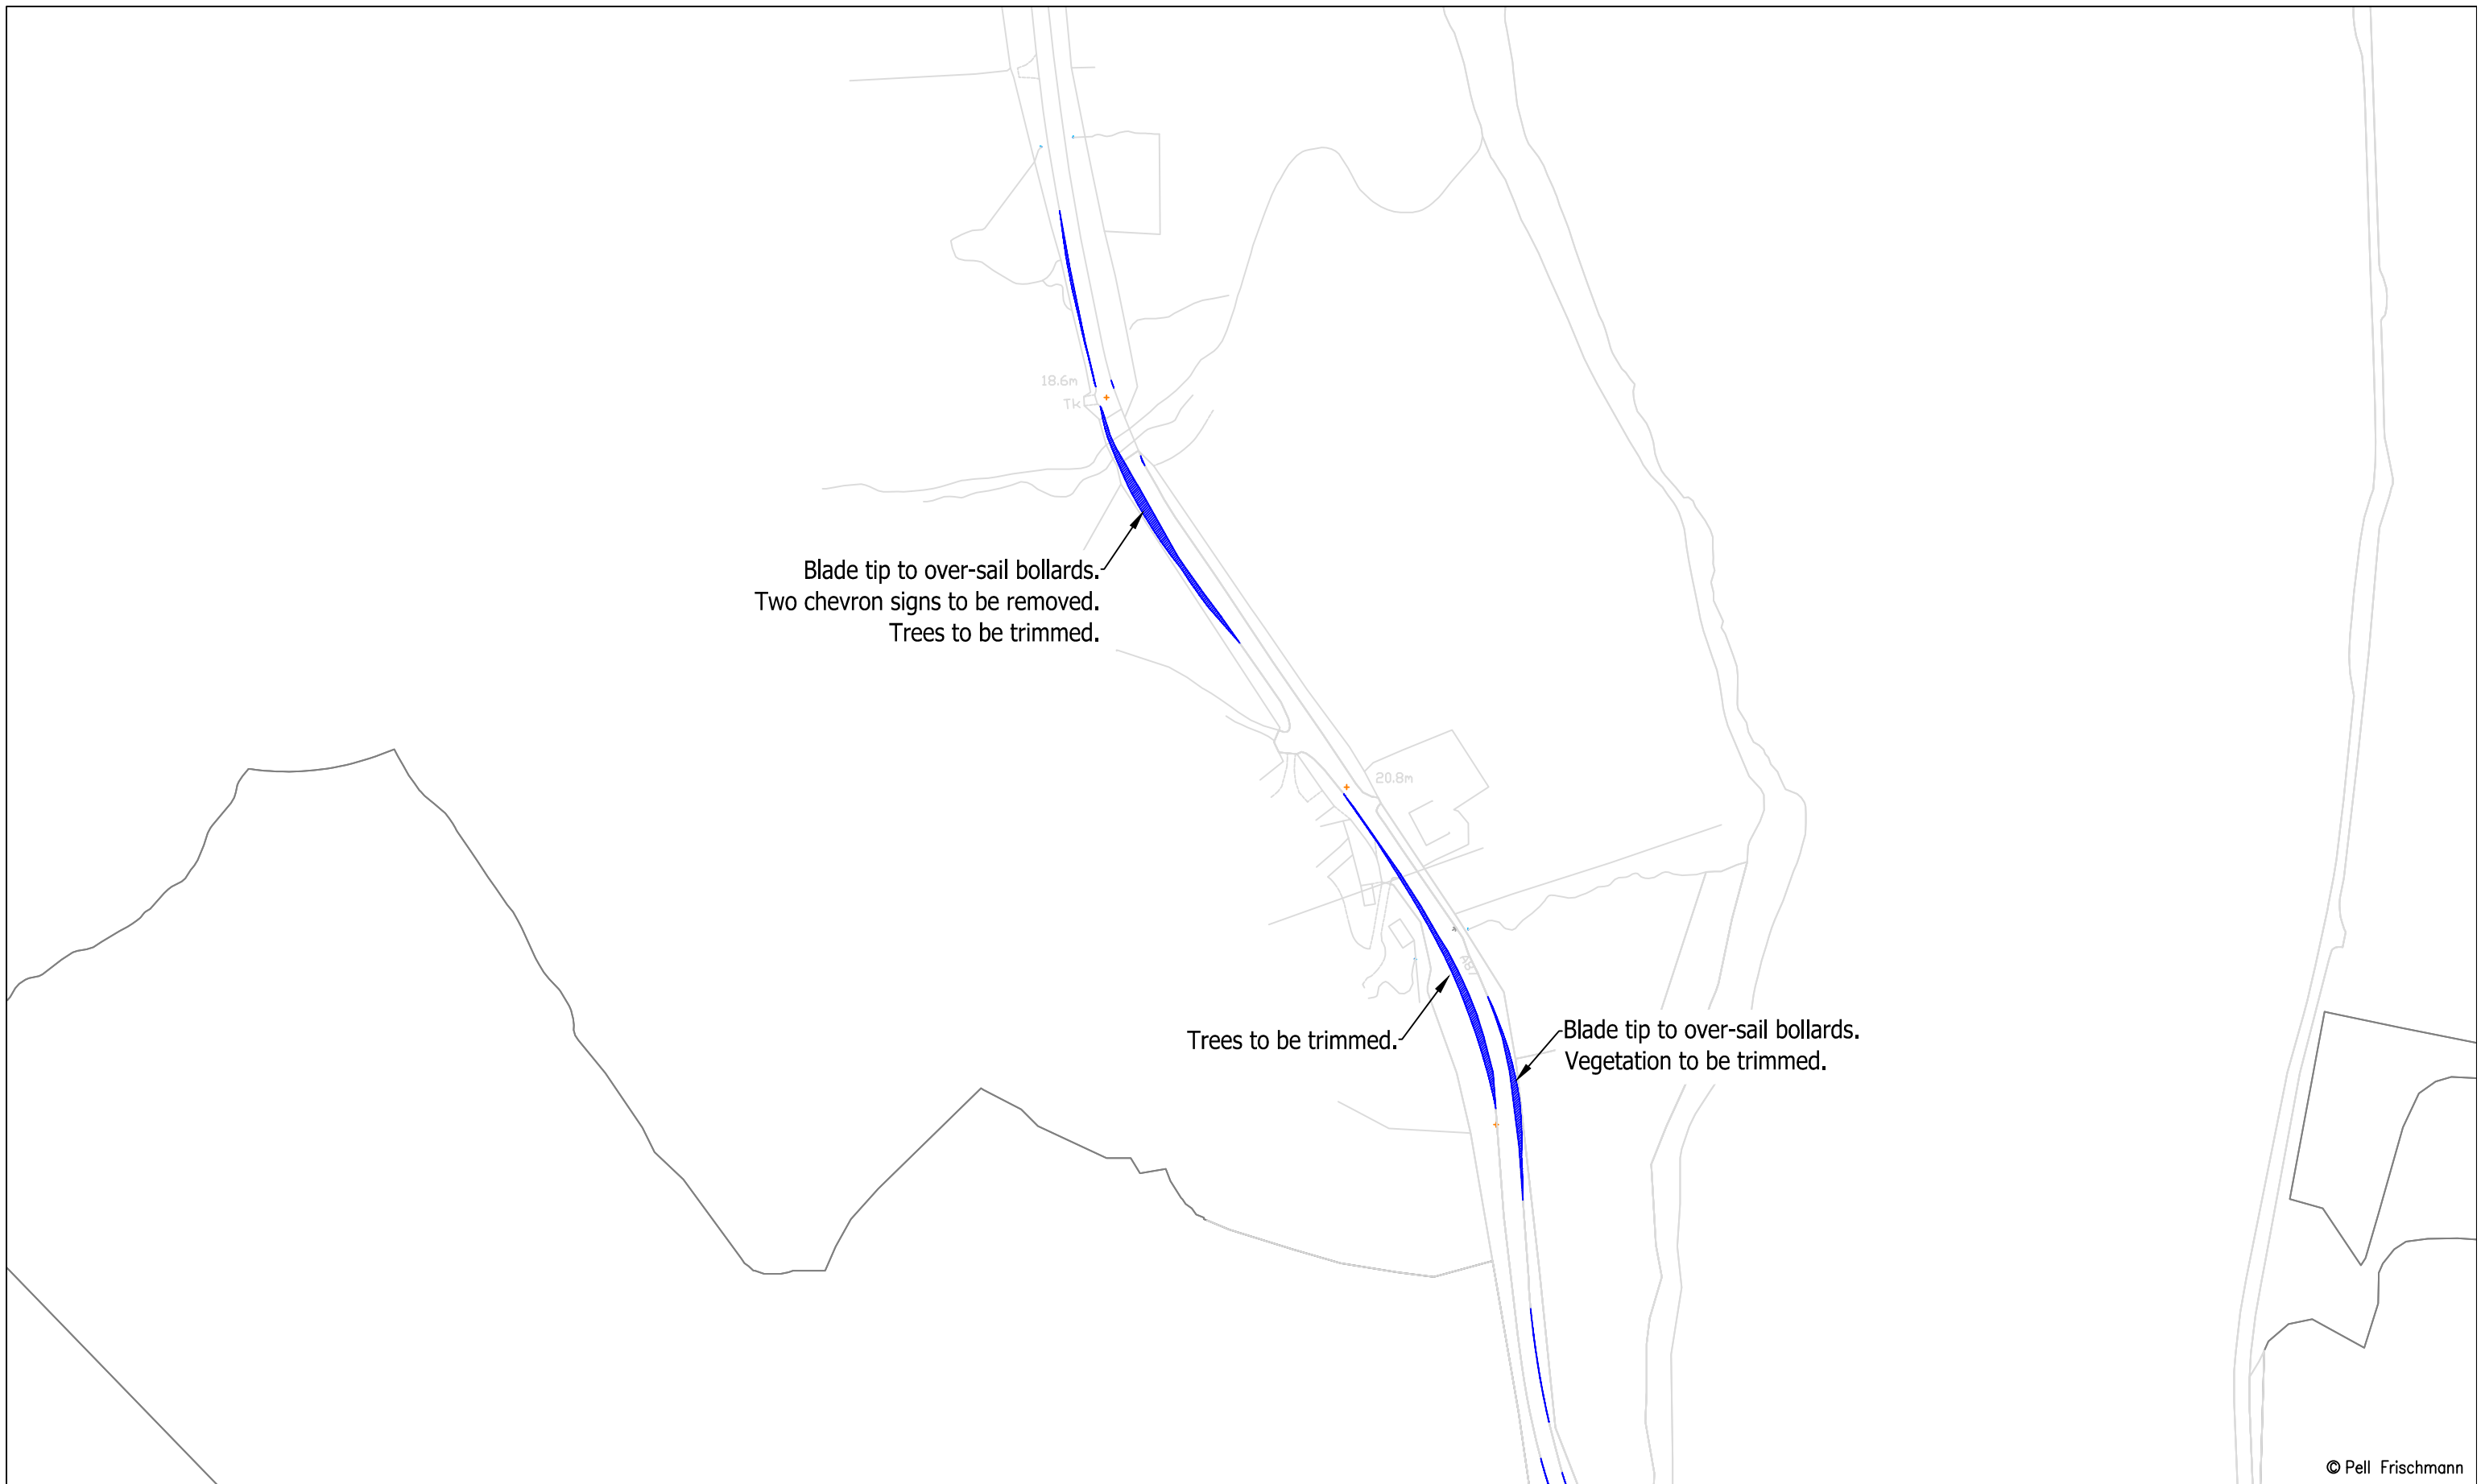 18.6m
Tk
Blade tip to over-sail bollards.
Two chevron signs to be removed.
Trees to be trimmed.
20.8m
A87
Trees to be trimmed.
Blade tip to over-sail bollards.
Vegetation to be trimmed.
© Pell Frischmann